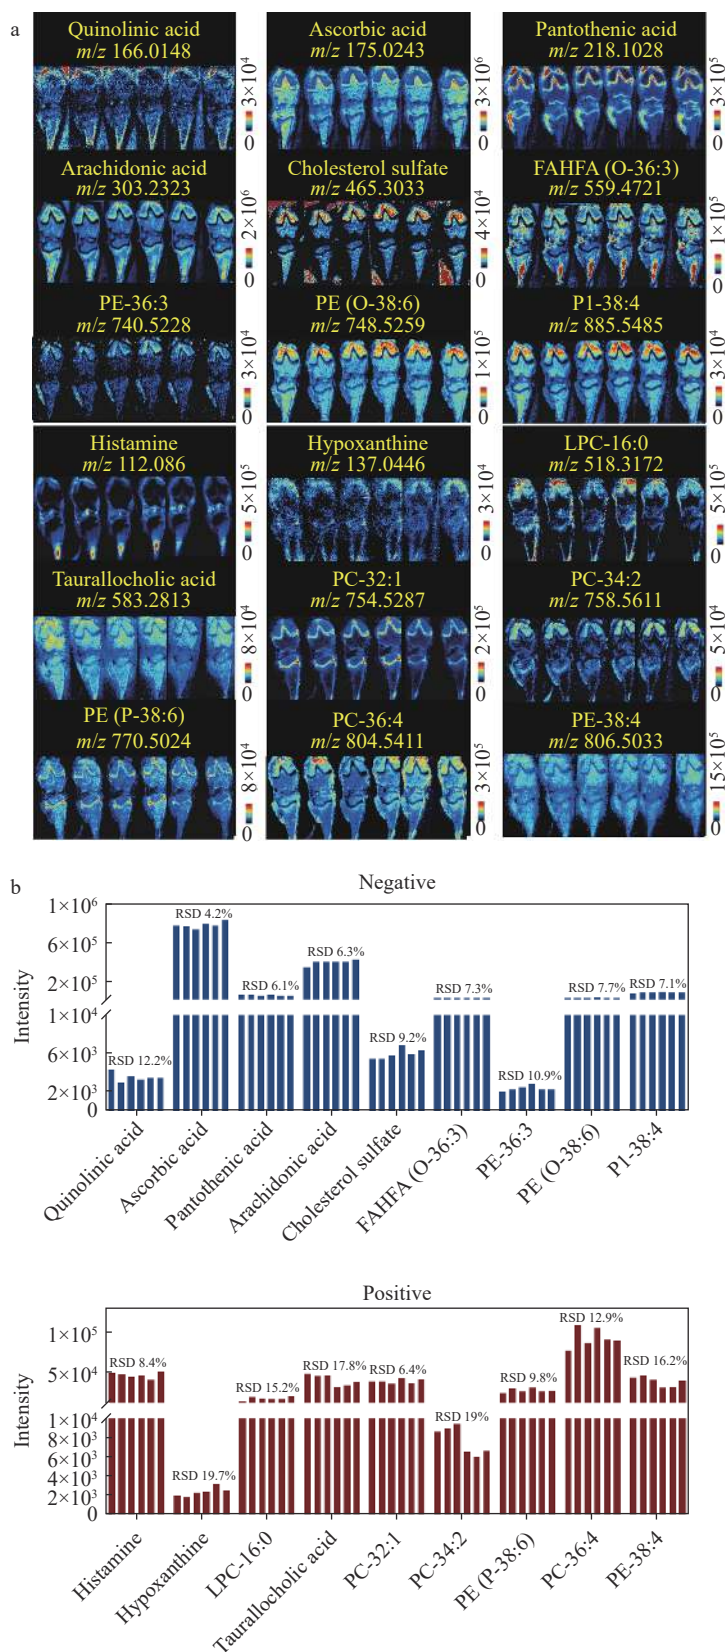 a
Quinolinic acid
m/z 166.0148
0 3×10⁴
Ascorbic acid
m/z 175.0243
0 3×10⁶
Pantothenic acid
m/z 218.1028
0 3×10⁵
Arachidonic acid
m/z 303.2323
0 2×10⁶
Cholesterol sulfate
m/z 465.3033
0 4×10⁴
FAHFA (O-36:3)
m/z 559.4721
0 1×10⁵
PE-36:3
m/z 740.5228
0 3×10⁴
PE (O-38:6)
m/z 748.5259
0 1×10⁵
P1-38:4
m/z 885.5485
0 3×10⁴
Histamine
m/z 112.086
0 5×10⁵
Hypoxanthine
m/z 137.0446
0 3×10⁴
LPC-16:0
m/z 518.3172
0 5×10⁵
Taurallocholic acid
m/z 583.2813
0 8×10⁴
PC-32:1
m/z 754.5287
0 2×10⁵
PC-34:2
m/z 758.5611
0 5×10⁴
PE (P-38:6)
m/z 770.5024
0 8×10⁴
PC-36:4
m/z 804.5411
0 3×10⁵
PE-38:4
m/z 806.5033
0 15×10⁵
b
Negative
Intensity
1×10⁶
6×10⁵
2×10⁵
1×10⁴
6×10³
2×10³
0
RSD 12.2%
RSD 4.2%
RSD 6.1%
RSD 6.3%
RSD 9.2%
RSD 7.3%
RSD 10.9%
RSD 7.7%
RSD 7.1%
Quinolinic acid
Ascorbic acid
Pantothenic acid
Arachidonic acid
Cholesterol sulfate
FAHFA (O-36:3)
PE-36:3
PE (O-38:6)
P1-38:4
Positive
Intensity
1×10⁵
5×10⁴
1×10⁴
8×10³
6×10³
4×10³
2×10³
0
RSD 8.4%
RSD 19.7%
RSD 15.2%
RSD 17.8%
RSD 6.4%
RSD 19%
RSD 9.8%
RSD 12.9%
RSD 16.2%
Histamine
Hypoxanthine
LPC-16:0
Taurallocholic acid
PC-32:1
PC-34:2
PE (P-38:6)
PC-36:4
PE-38:4